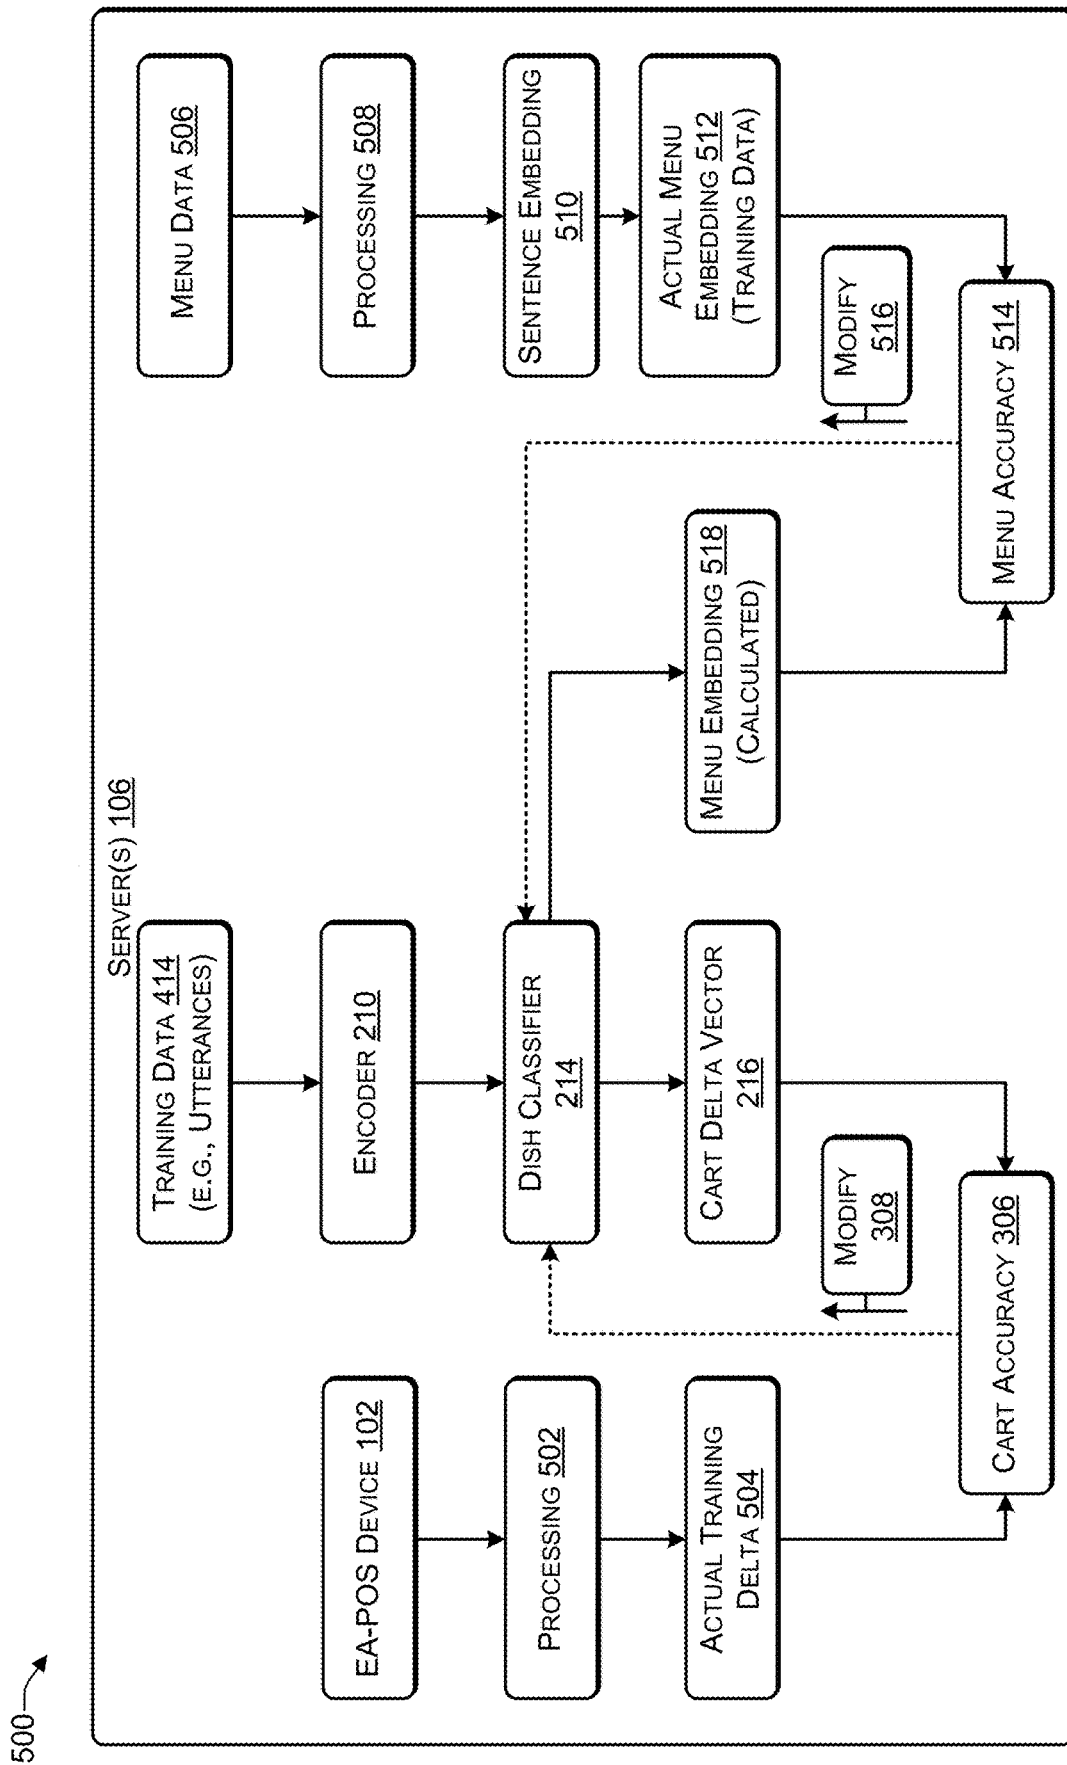 500
SERVER(S) 106
EA-POS DEVICE 102
PROCESSING 502
ACTUAL TRAINING
DELTA 504
TRAINING DATA 414
(E.G., UTTERANCES)
ENCODER 210
DISH CLASSIFIER
214
CART DELTA VECTOR
216
MODIFY
308
CART ACCURACY 306
MENU EMBEDDING 518
(CALCULATED)
MENU DATA 506
PROCESSING 508
SENTENCE EMBEDDING
510
ACTUAL MENU
EMBEDDING 512
(TRAINING DATA)
MODIFY
516
MENU ACCURACY 514